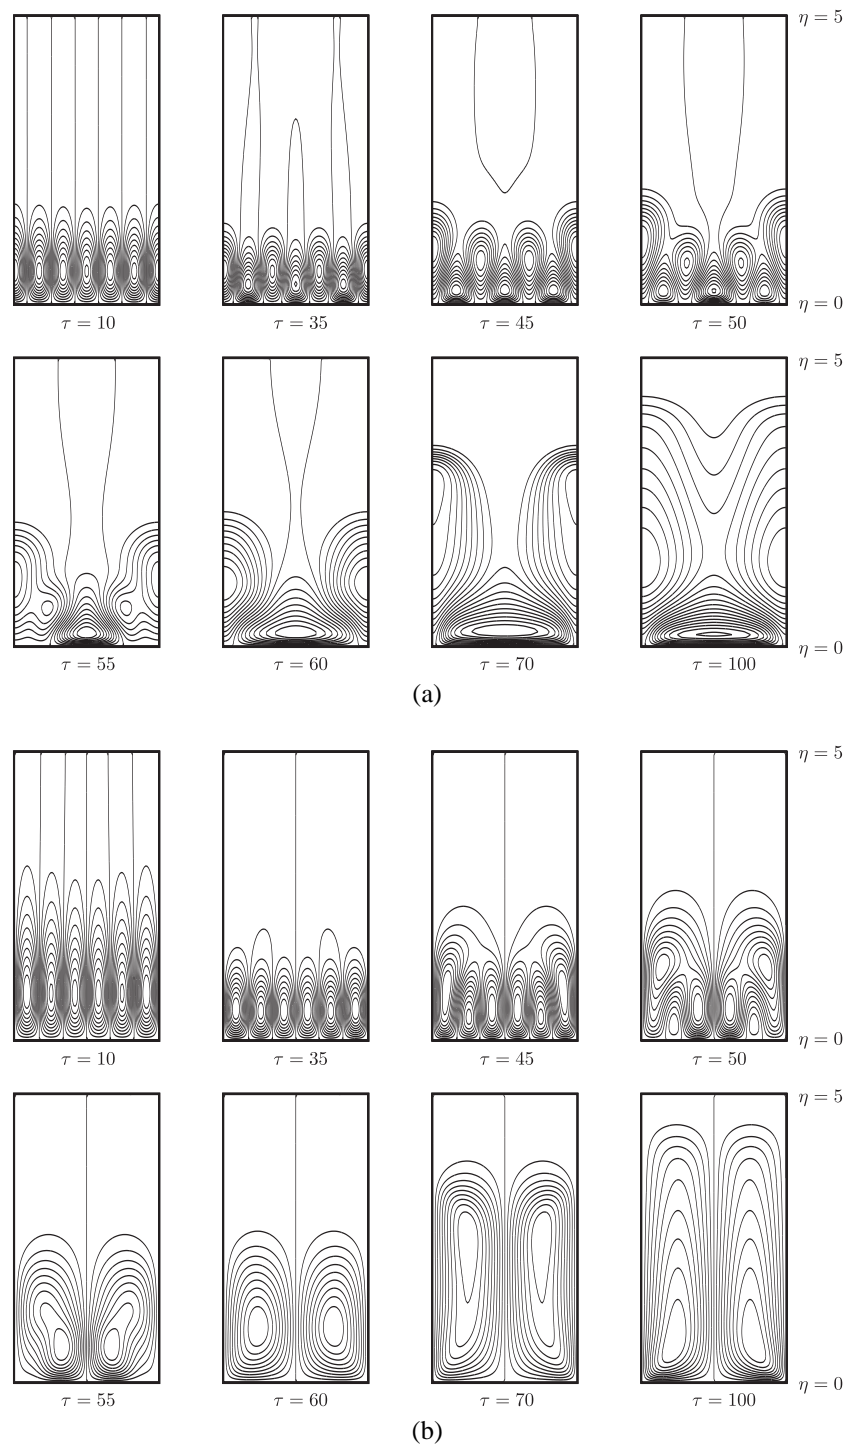 η = 5
η = 0
τ = 10 τ = 35 τ = 45 τ = 50
η = 5
η = 0
τ = 55 τ = 60 τ = 70 τ = 100
(a)
η = 5
η = 0
τ = 10 τ = 35 τ = 45 τ = 50
η = 5
η = 0
τ = 55 τ = 60 τ = 70 τ = 100
(b)